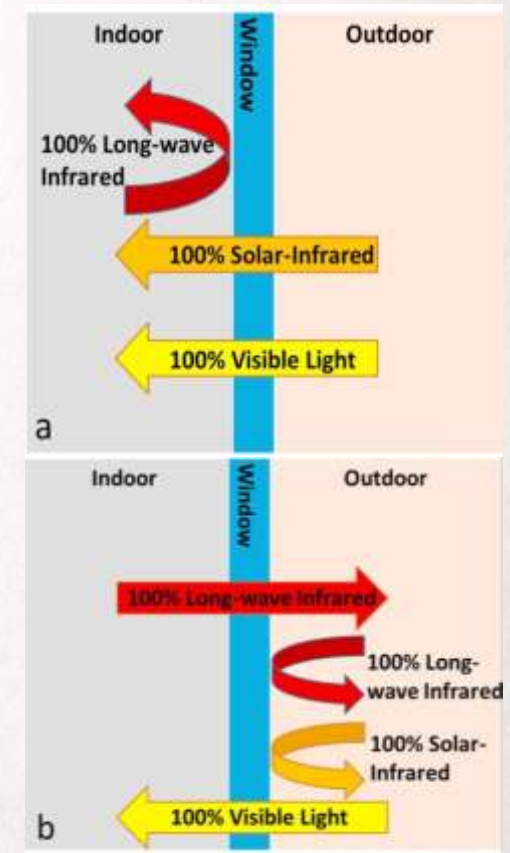 Indoor
Window
Outdoor
100% Long-wave
Infrared
100% Solar-Infrared
100% Visible Light
a
Indoor
Window
Outdoor
100% Long-wave Infrared
100% Long-
wave Infrared
100% Solar-
Infrared
100% Visible Light
b